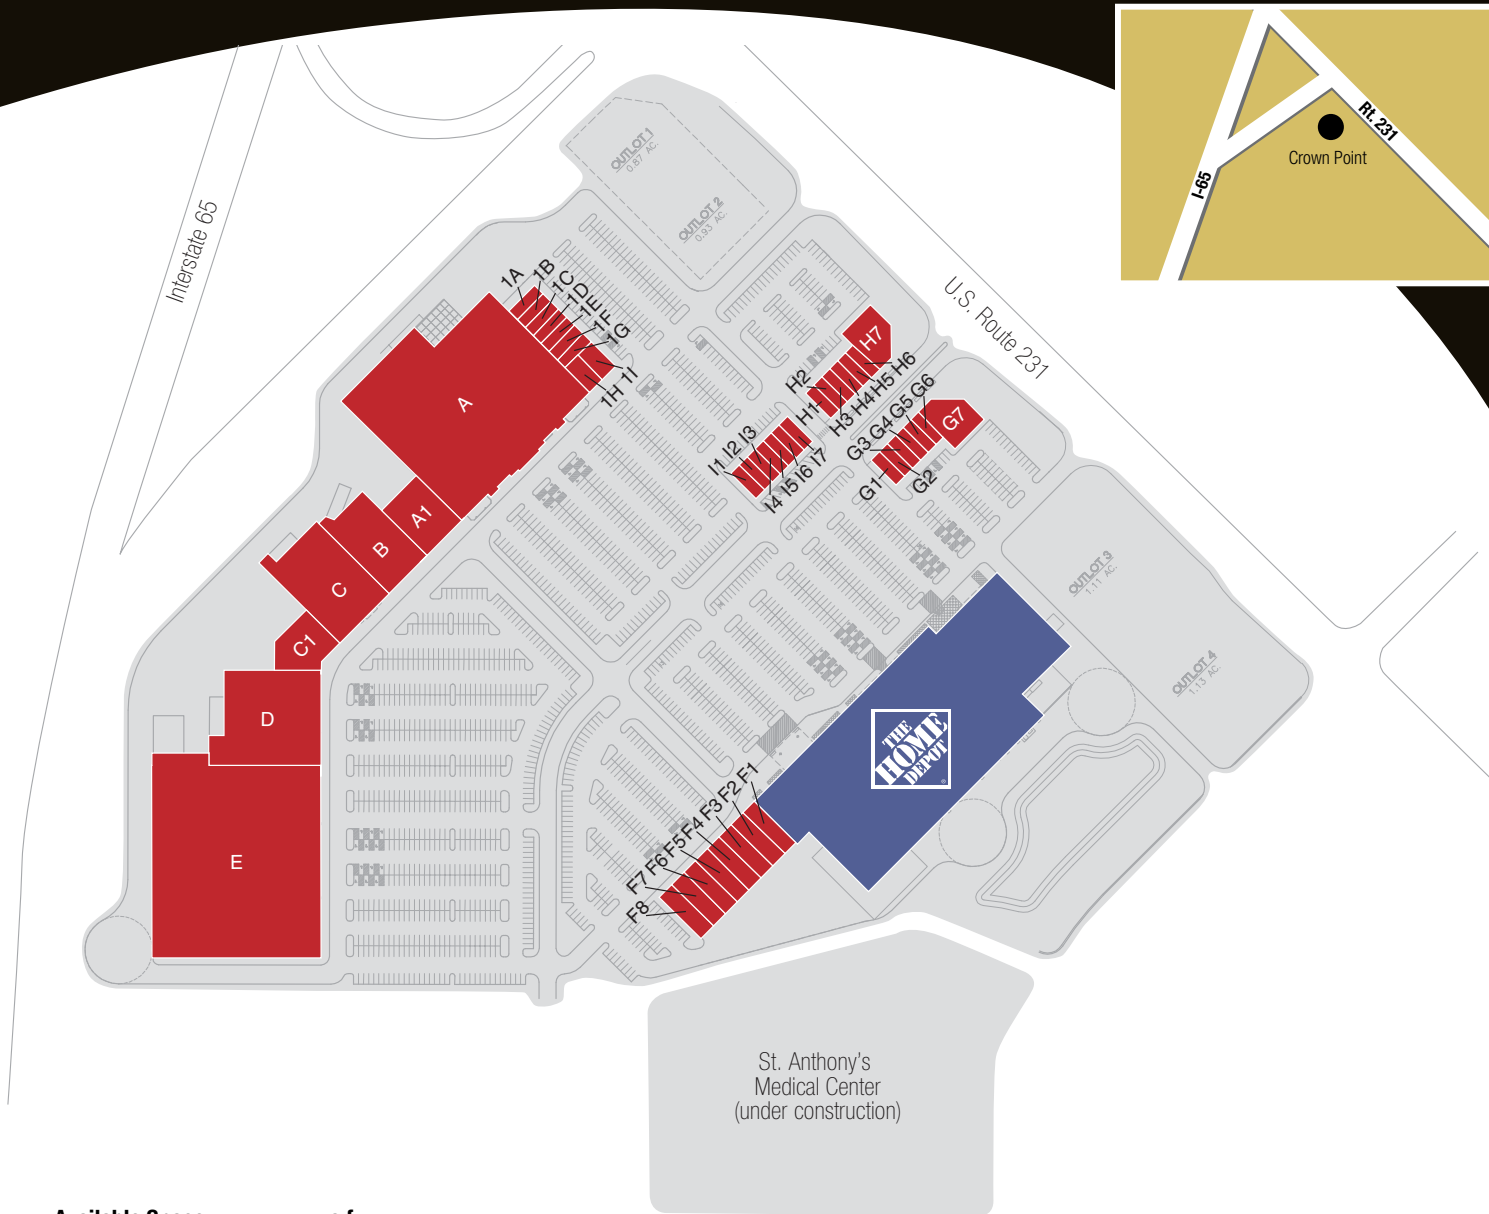 Rt. 231
Crown Point
I-65
OUTLOT 1
0.87 AC.
OUTLOT 2
0.93 AC.
Interstate 65
U.S. Route 231
1A
1B
1C
1D
1E
1F
1G
1H
1I
A
A1
B
C
C1
D
E
H7
H2
H1
H3
H4
H5
H6
I1
I2
I3
I4
I5
I6
I7
G7
G3
G4
G5
G6
G1
G2
OUTLOT 3
1.11 AC.
OUTLOT 4
1.13 AC.
THE
HOME
DEPOT
®
F1
F2
F3
F4
F5
F6
F7
F8
St. Anthony's
Medical Center
(under construction)